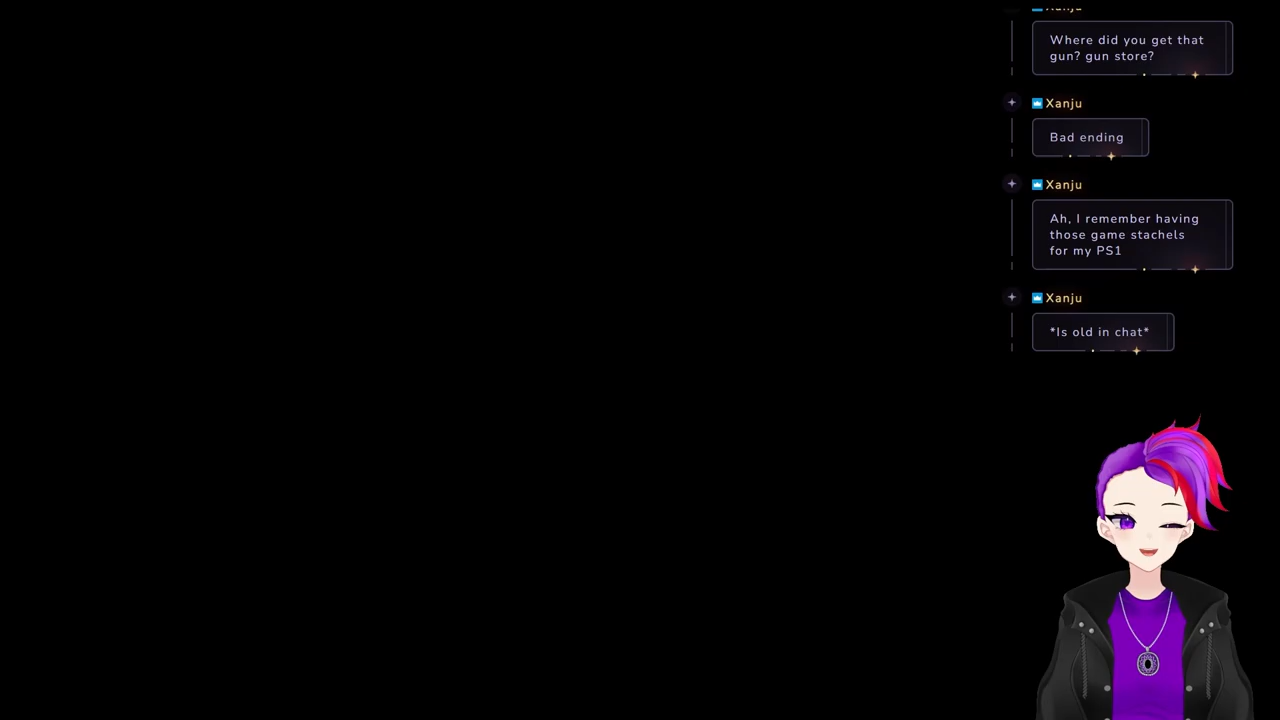 Xanju
Where did you get that
gun? gun store?
Xanju
Bad ending
Xanju
Ah, I remember having
those game stachels
for my PS1
Xanju
*Is old in chat*